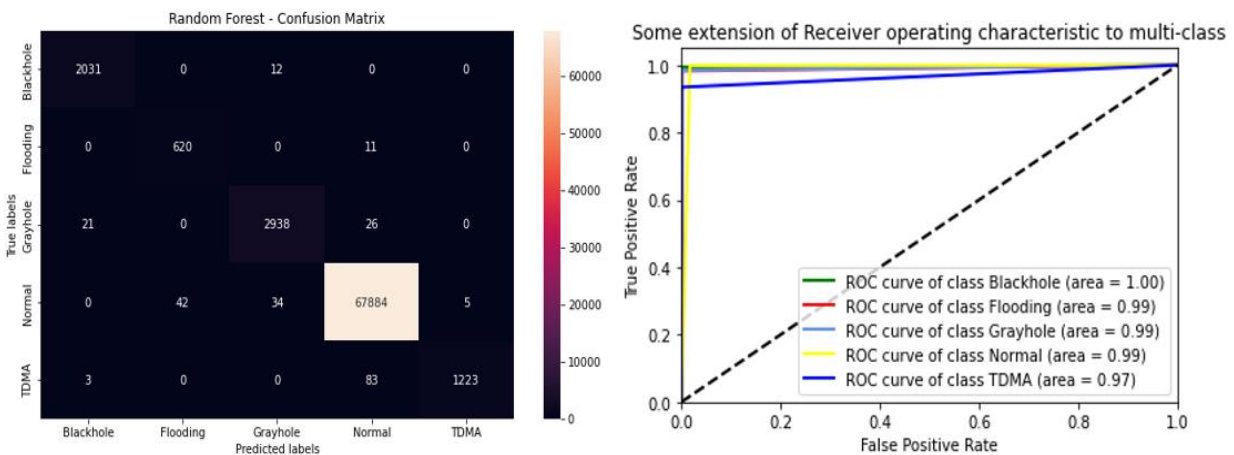 Random Forest - Confusion Matrix
True labels
Blackhole
2031 0 12 0 0
Flooding
0 620 0 11 0
Grayhole
21 0 2938 26 0
Normal
0 42 34 67884 5
TDMA
3 0 0 83 1223
Blackhole Flooding Grayhole Normal TDMA
Predicted labels
60000
50000
40000
30000
20000
10000
0
Some extension of Receiver operating characteristic to multi-class
True Positive Rate
1.0
0.8
0.6
0.4
0.2
0.0
ROC curve of class Blackhole (area = 1.00)
ROC curve of class Flooding (area = 0.99)
ROC curve of class Grayhole (area = 0.99)
ROC curve of class Normal (area = 0.99)
ROC curve of class TDMA (area = 0.97)
0.0 0.2 0.4 0.6 0.8 1.0
False Positive Rate